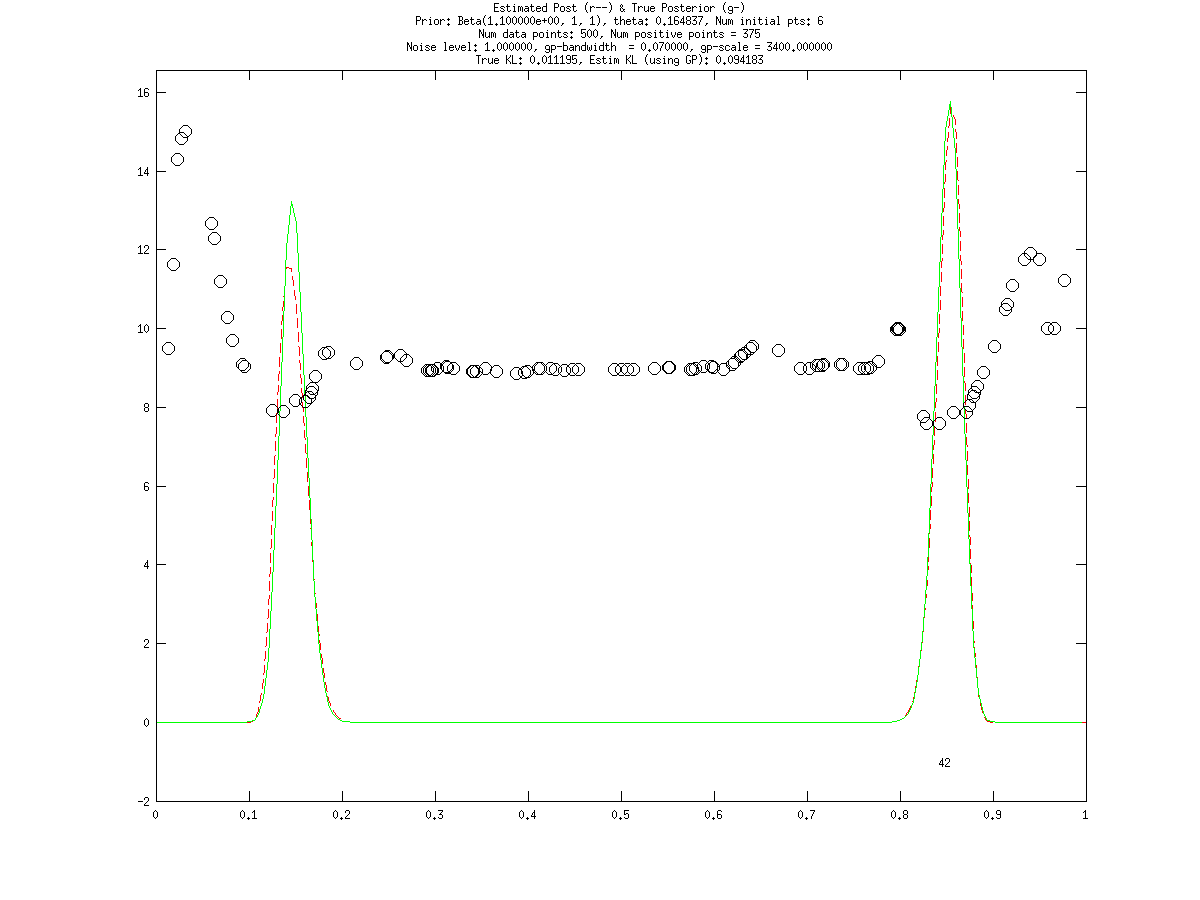 Estimated Post (r--) & True Posterior (g-)
Prior: Beta(1.100000e+00, 1, 1), theta: 0.164837, Num initial pts: 6
Num data points: 500, Num positive points = 375
Noise level: 1.000000, gp-bandwidth  = 0.070000, gp-scale = 3400.000000
True KL: 0.011195, Estim KL (using GP): 0.094183
16
14
12
10
8
6
4
2
0
42
-2
0 0.1 0.2 0.3 0.4 0.5 0.6 0.7 0.8 0.9 1